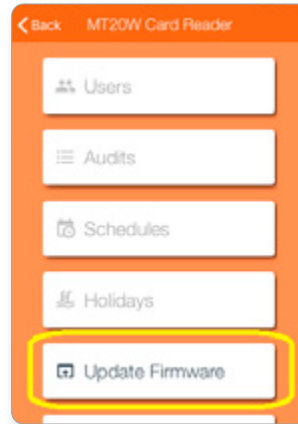 Back MT20W Card Reader
Users
Audits
Schedules
Holidays
Update Firmware